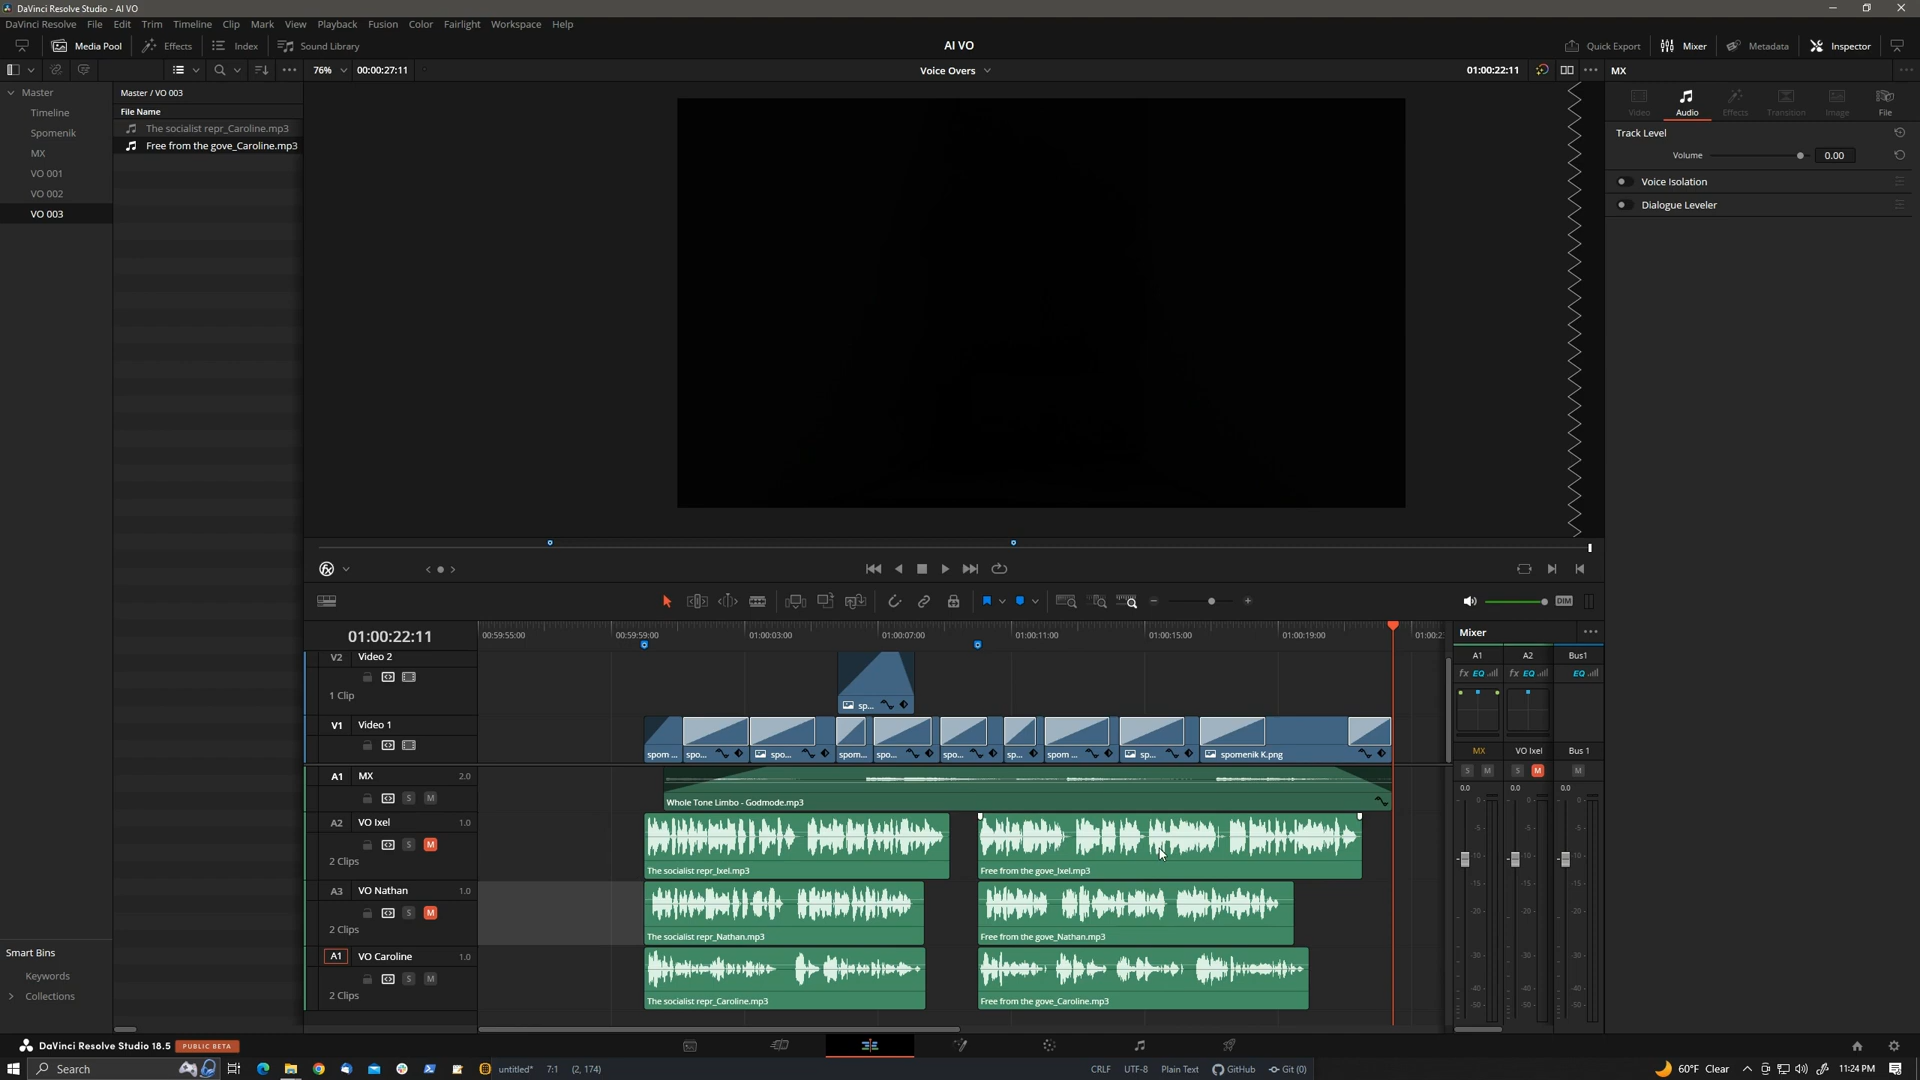 DaVinci Resolve Studio - AI VO
DaVinci Resolve File Edit Trim Timeline Clip Mark View Playback Fusion Color Fairlight Workspace Help
Media Pool Effects Index Sound Library AI VO Quick Export Mixer Metadata Inspector
76% 00:00:27:11 Voice Overs 01:00:22:11 MX
Master Master / VO 003
Timeline File Name
Spomenik The socialist repr_Caroline.mp3
MX Free from the gove_Caroline.mp3
VO 001
VO 002
VO 003
Video Audio Effects Transition Image File
Track Level
Volume 0.00
Voice Isolation
Dialogue Leveler
DIM
01:00:22:11 00:59:55:00 00:59:59:00 01:00:03:00 01:00:07:00 01:00:11:00 01:00:15:00 01:00:19:00 01:00:2
V2 Video 2
1 Clip sp...
V1 Video 1
spom ... spo... spo... spom... spo... spo... sp... spom ... sp... spomenik K.png
A1 MX 2.0
S M Whole Tone Limbo - Godmode.mp3
A2 VO Ixel 1.0
S M
2 Clips The socialist repr_Ixel.mp3 Free from the gove_Ixel.mp3
A3 VO Nathan 1.0
S M
2 Clips The socialist repr_Nathan.mp3 Free from the gove_Nathan.mp3
A1 VO Caroline 1.0
S M
2 Clips The socialist repr_Caroline.mp3 Free from the gove_Caroline.mp3
Mixer
A1 A2 Bus1
fx EQ fx EQ EQ
MX VO Ixel Bus 1
S M S M M
0.0 0.0 0.0
Smart Bins
Keywords
Collections
DaVinci Resolve Studio 18.5 PUBLIC BETA
Search untitled* 7:1 (2, 174) CRLF UTF-8 Plain Text GitHub Git (0) 60°F Clear 11:24 PM